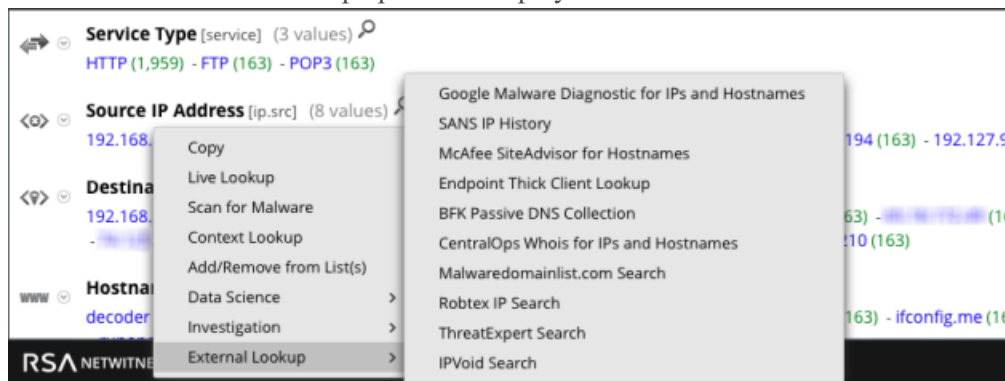 Service Type [service] (3 values)
HTTP (1,959) - FTP (163) - POP3 (163)
Source IP Address [ip.src] (8 values)
192.168. 194 (163) - 192.127.9
Destina
192.168. 63) - (1
- 210 (163)
WWW Hostnar
decoder 163) - ifconfig.me (16
RSA NETWITNE
Copy
Live Lookup
Scan for Malware
Context Lookup
Add/Remove from List(s)
Data Science >
Investigation >
External Lookup >
Google Malware Diagnostic for IPs and Hostnames
SANS IP History
McAfee SiteAdvisor for Hostnames
Endpoint Thick Client Lookup
BFK Passive DNS Collection
CentralOps Whois for IPs and Hostnames
Malwaredomainlist.com Search
Robtex IP Search
ThreatExpert Search
IPVoid Search